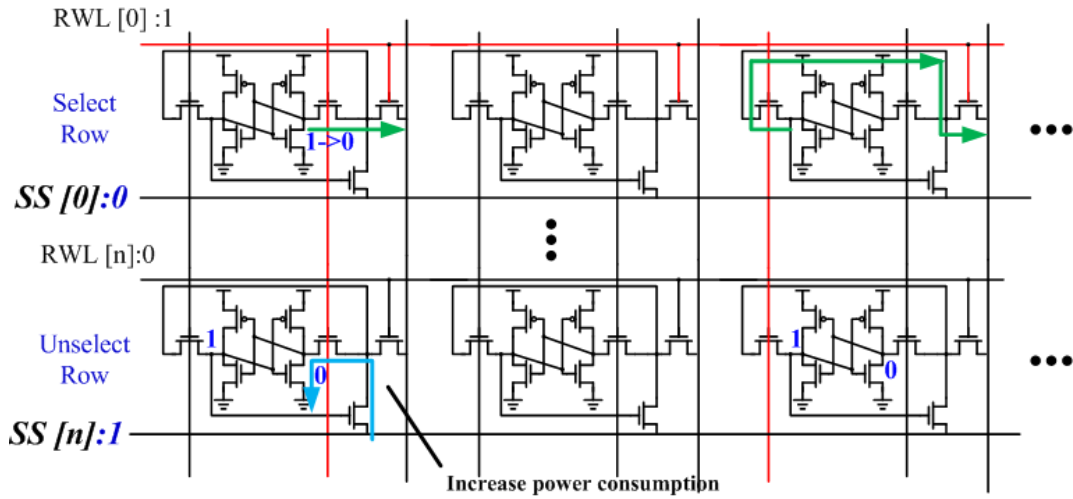 RWL [0] :1
Select
Row
1->0
SS [0]:0
RWL [n]:0
Unselect
Row
1
0
1
0
SS [n]:1
Increase power consumption